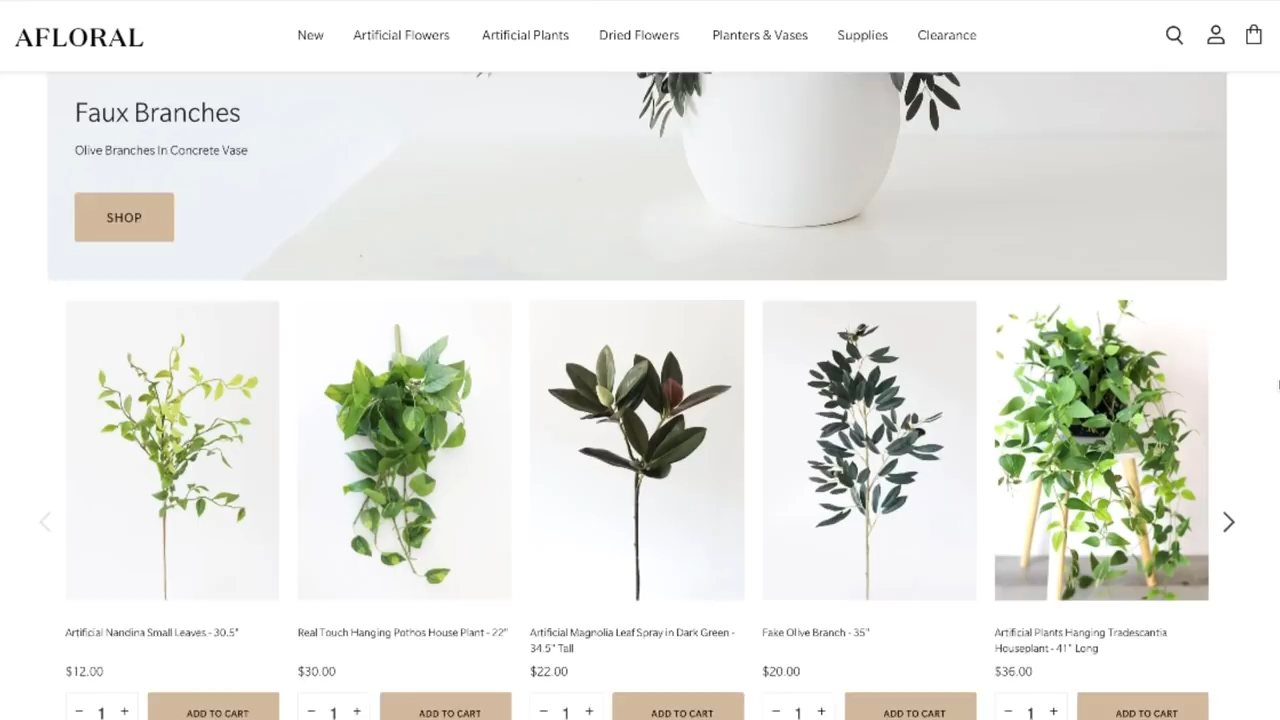 AFLORAL
New Artificial Flowers Artificial Plants Dried Flowers Planters & Vases Supplies Clearance
Faux Branches
Olive Branches In Concrete Vase
SHOP
Artificial Nandina Small Leaves - 30.5"
$12.00
− 1 + ADD TO CART
Real Touch Hanging Pothos House Plant - 22"
$30.00
− 1 + ADD TO CART
Artificial Magnolia Leaf Spray in Dark Green -
34.5" Tall
$22.00
− 1 + ADD TO CART
Fake Olive Branch - 35"
$20.00
− 1 + ADD TO CART
Artificial Plants Hanging Tradescantia
Houseplant - 41" Long
$36.00
− 1 + ADD TO CART